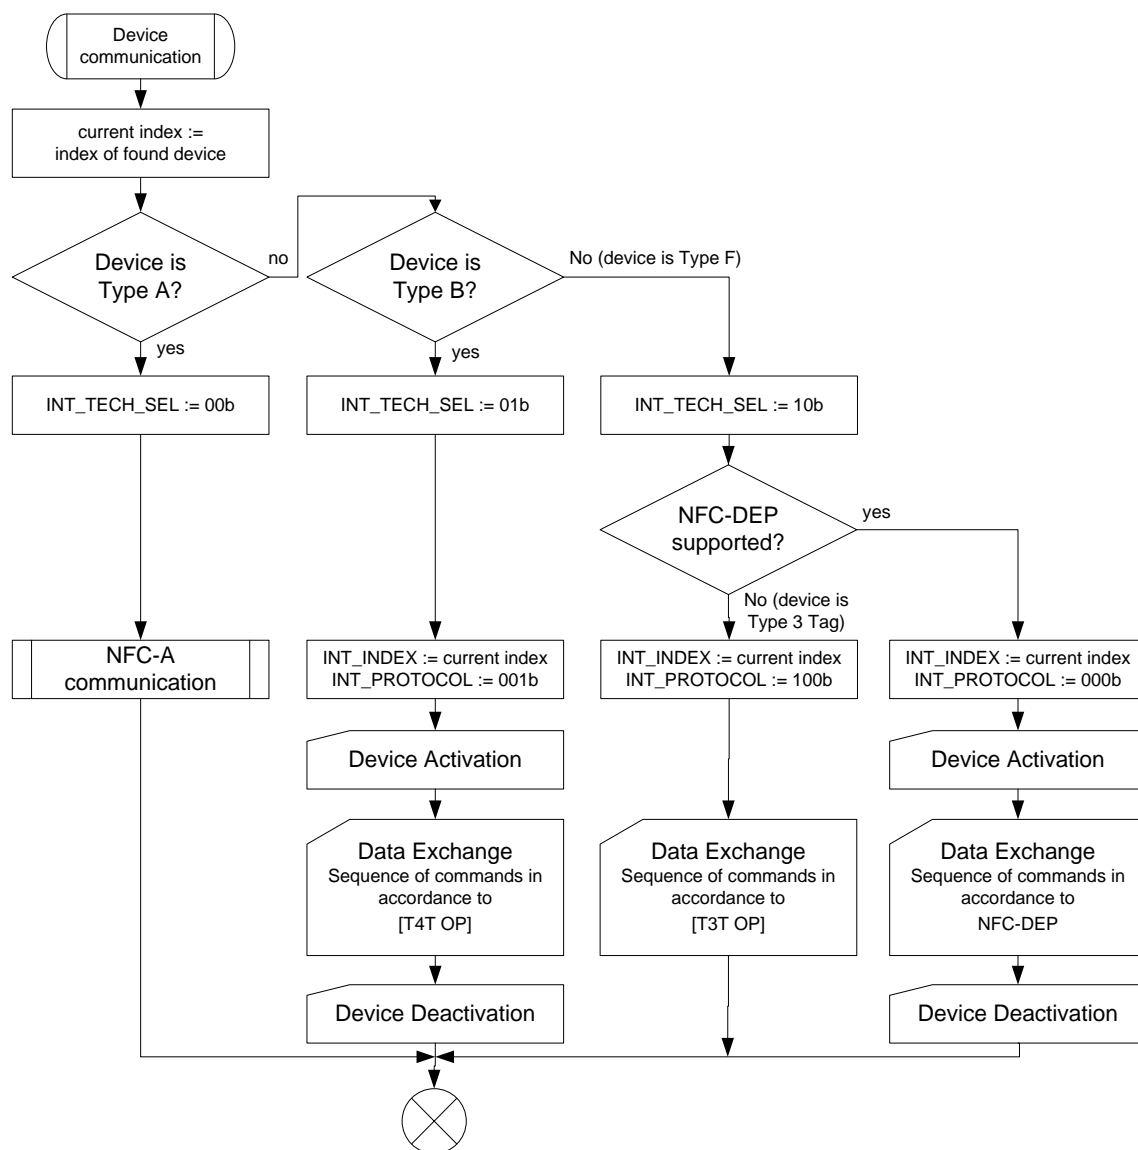 Device
communication
current index :=
index of found device
Device is
Type A?
no
Device is
Type B?
No (device is Type F)
yes
yes
INT_TECH_SEL := 00b
INT_TECH_SEL := 01b
INT_TECH_SEL := 10b
NFC-DEP
supported?
yes
No (device is
Type 3 Tag)
NFC-A
communication
INT_INDEX := current index
INT_PROTOCOL := 001b
INT_INDEX := current index
INT_PROTOCOL := 100b
INT_INDEX := current index
INT_PROTOCOL := 000b
Device Activation
Device Activation
Data Exchange
Sequence of commands in
accordance to
[T4T OP]
Data Exchange
Sequence of commands in
accordance to
[T3T OP]
Data Exchange
Sequence of commands in
accordance to
NFC-DEP
Device Deactivation
Device Deactivation